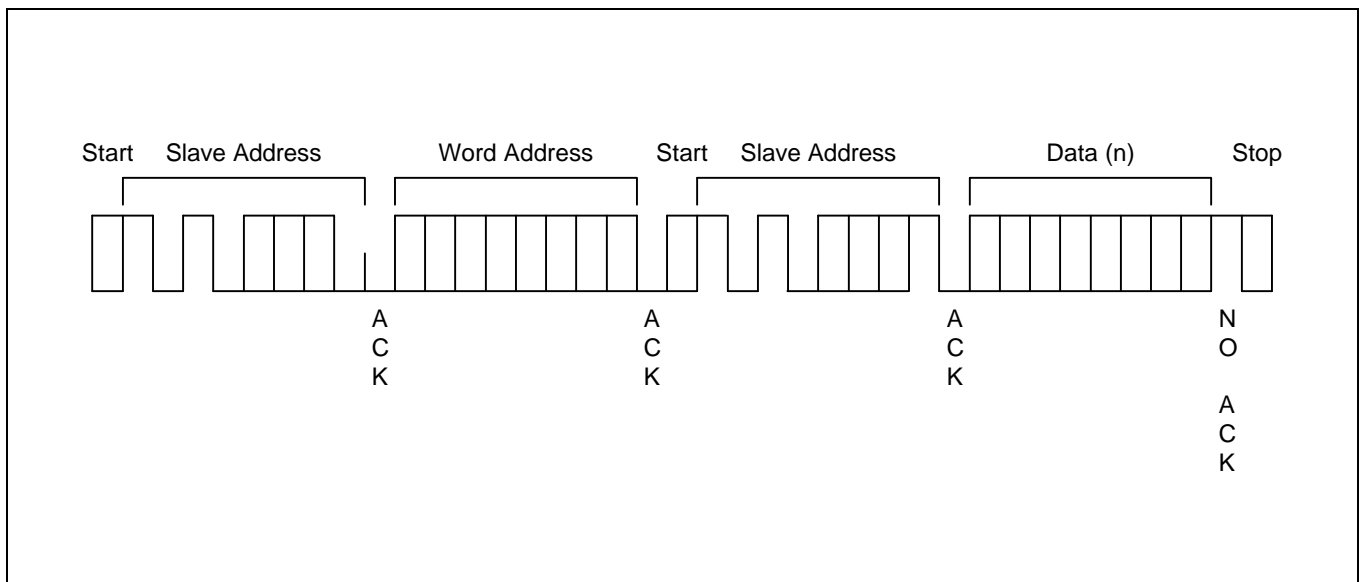 Start Slave Address Word Address Start Slave Address Data (n) Stop
A A A N
C C C O
K K K
A
C
K